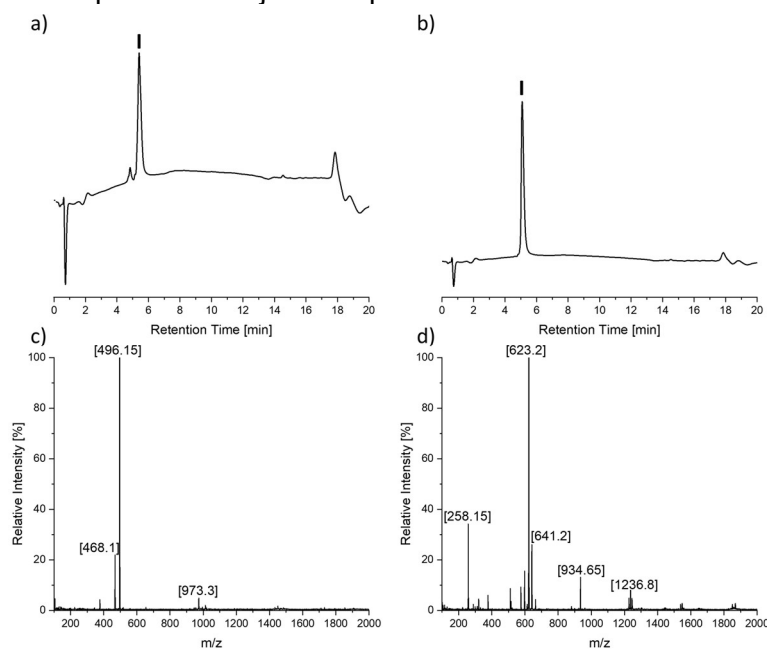 a)
b)
0 2 4 6 8 10 12 14 16 18 20
0 2 4 6 8 10 12 14 16 18 20
Retention Time [min]
Retention Time [min]
c)
d)
[496.15]
[623.2]
100
80
60
40
20
0
100
80
60
40
20
0
Relative Intensity [%]
Relative Intensity [%]
[468.1]
[973.3]
[258.15]
[641.2]
[934.65]
[1236.8]
200 400 600 800 1000 1200 1400 1600 1800 2000
200 400 600 800 1000 1200 1400 1600 1800 2000
m/z
m/z